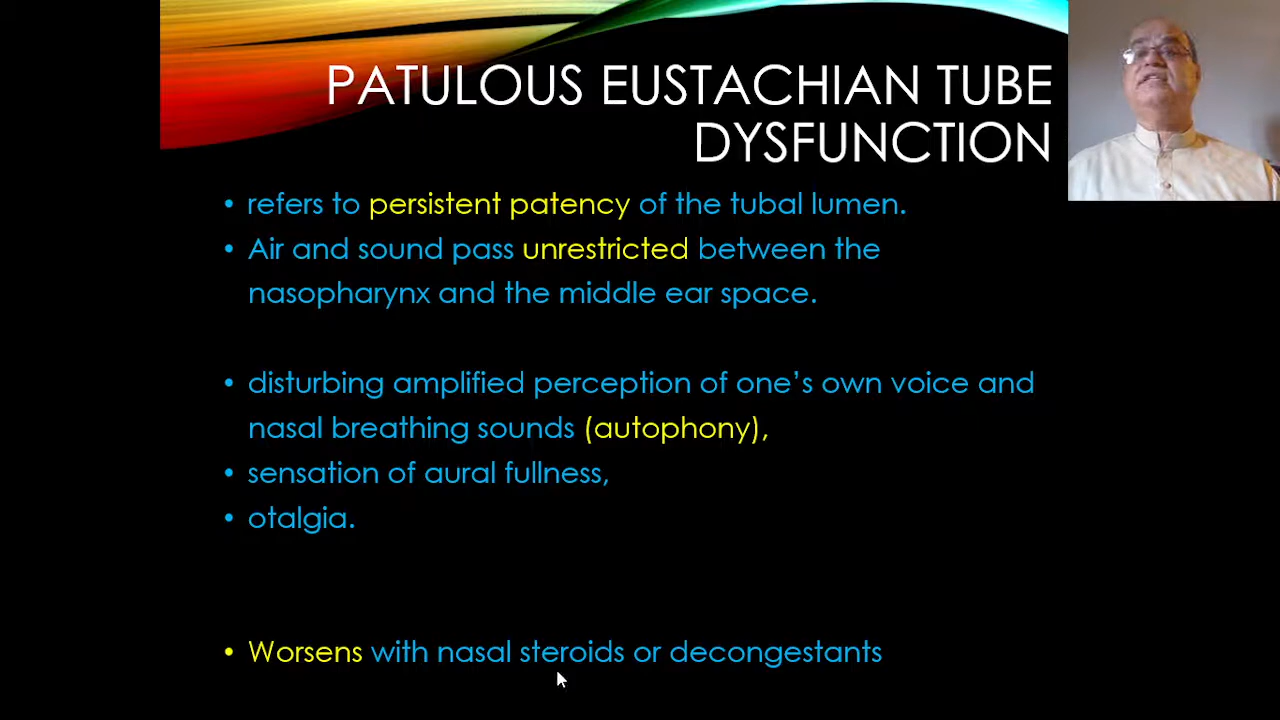 PATULOUS EUSTACHIAN TUBE
DYSFUNCTION
• refers to persistent patency of the tubal lumen.
• Air and sound pass unrestricted between the
nasopharynx and the middle ear space.
• disturbing amplified perception of one’s own voice and
nasal breathing sounds (autophony),
• sensation of aural fullness,
• otalgia.
• Worsens with nasal steroids or decongestants